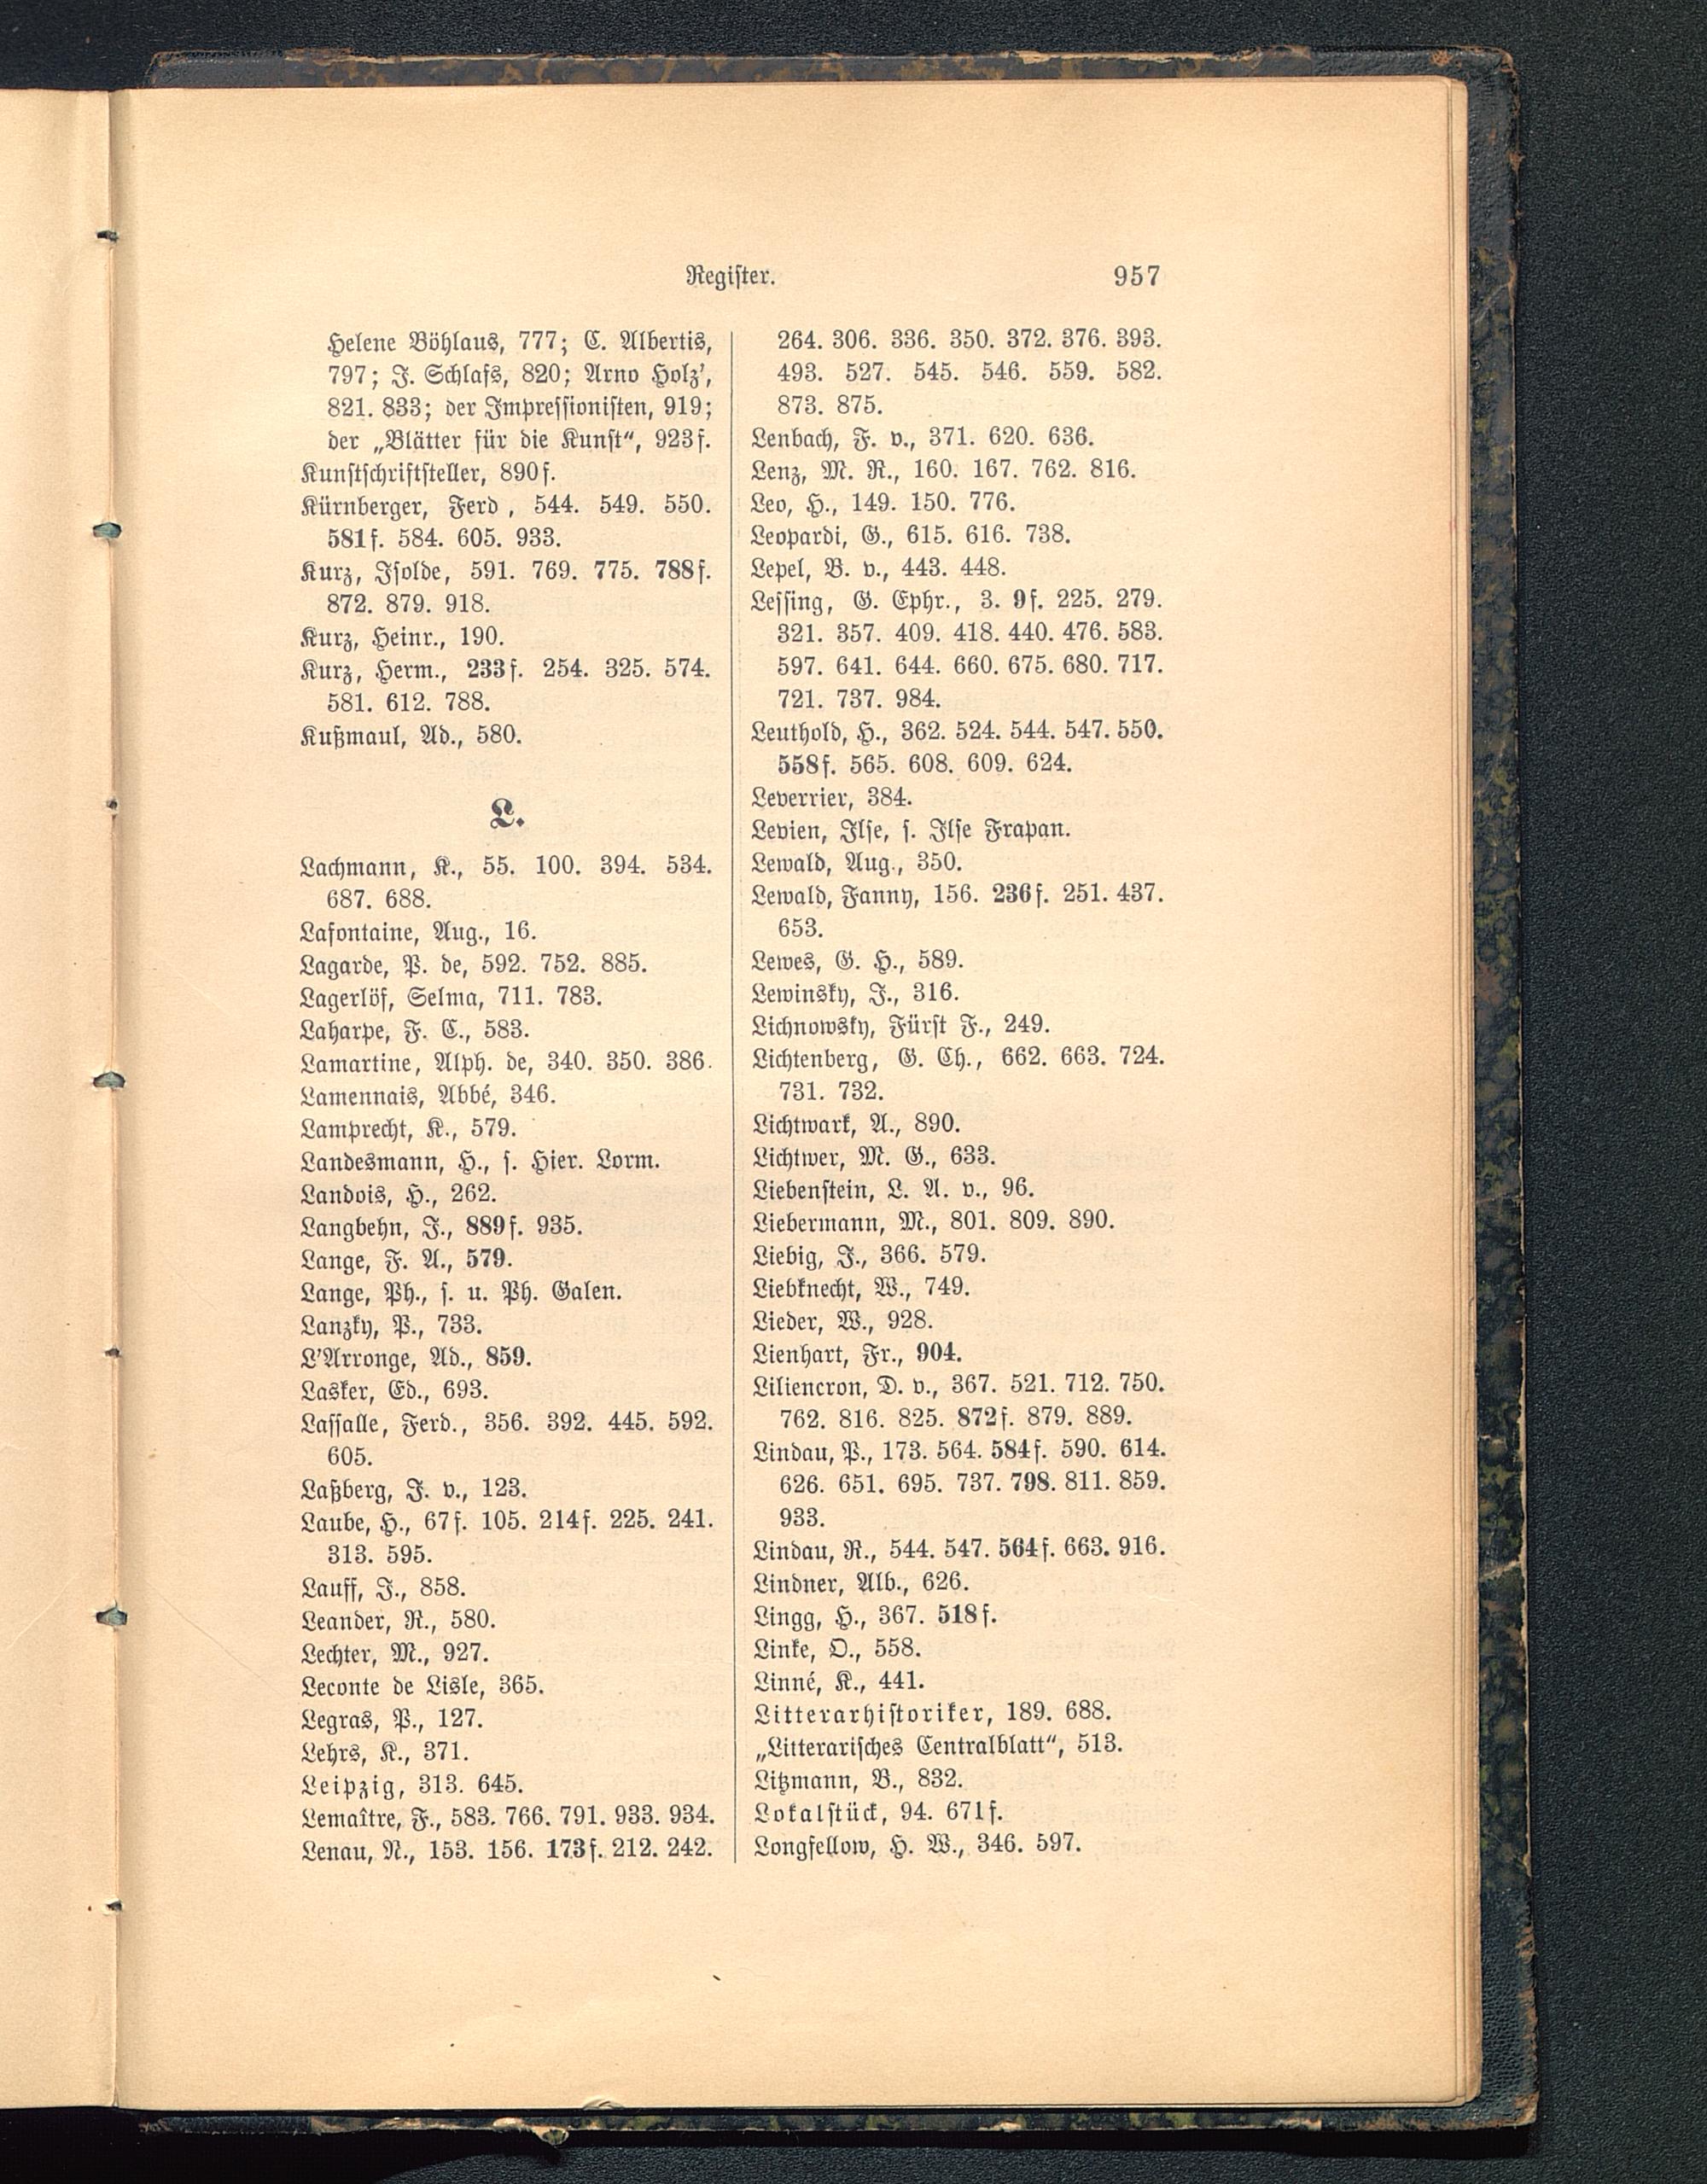 Register.
957
Helene Böhlaus, 777; C. Albertis,
797; J. Schlafs, 820; Arno Holz’,
821. 833; der Impressionisten, 919;
der „Blätter für die Kunst“, 923f.
Kunstschriftsteller, 890f.
Kürnberger, Ferd , 544. 549. 550.
581f. 584. 605. 933.
Kurz, Isolde, 591. 769. 775. 788f.
872. 879. 918.
Kurz, Heinr., 190.
Kurz, Herm., 233f. 254. 325. 574.
581. 612. 788.
Kußmaul, Ad., 580.
L.
Lachmann, K., 55. 100. 394. 534.
687. 688.
Lafontaine, Aug., 16.
Lagarde, P. de, 592. 752. 885.
Lagerlöf, Selma, 711. 783.
Laharpe, F. C., 583.
Lamartine, Alph. de, 340. 350. 386.
Lamennais, Abbé, 346.
Lamprecht, K., 579.
Landesmann, H., s. Hier. Lorm.
Landois, H., 262.
Langbehn, J., 889f. 935.
Lange, F. A., 579.
Lange, Ph., s. u. Ph. Galen.
Lanzky, P., 733.
L’Arronge, Ad., 859.
Lasker, Ed., 693.
Lassalle, Ferd., 356. 392. 445. 592.
605.
Laßberg, J. v., 123.
Laube, H., 67f. 105. 214f. 225. 241.
313. 595.
Lauff, J., 858.
Leander, R., 580.
Lechter, M., 927.
Leconte de Lisle, 365.
Legras, P., 127.
Lehrs, K., 371.
Leipzig, 313. 645.
Lemaître, F., 583. 766. 791. 933. 934.
Lenau, N., 153. 156. 173f. 212. 242.
264. 306. 336. 350. 372. 376. 393.
493. 527. 545. 546. 559. 582.
873. 875.
Lenbach, F. v., 371. 620. 636.
Lenz, M. R., 160. 167. 762. 816.
Leo, H., 149. 150. 776.
Leopardi, G., 615. 616. 738.
Lepel, B. v., 443. 448.
Lessing, G. Ephr., 3. 9f. 225. 279.
321. 357. 409. 418. 440. 476. 583.
597. 641. 644. 660. 675. 680. 717.
721. 737. 984.
Leuthold, H., 362. 524. 544. 547. 550.
558f. 565. 608. 609. 624.
Leverrier, 384.
Levien, Ilse, s. Ilse Frapan.
Lewald, Aug., 350.
Lewald, Fanny, 156. 236f. 251. 437.
653.
Lewes, G. H., 589.
Lewinsky, J., 316.
Lichnowsky, Fürst F., 249.
Lichtenberg, G. Ch., 662. 663. 724.
731. 732.
Lichtwark, A., 890.
Lichtwer, M. G., 633.
Liebenstein, L. A. v., 96.
Liebermann, M., 801. 809. 890.
Liebig, J., 366. 579.
Liebknecht, W., 749.
Lieder, W., 928.
Lienhart, Fr., 904.
Liliencron, D. v., 367. 521. 712. 750.
762. 816. 825. 872f. 879. 889.
Lindau, P., 173. 564. 584f. 590. 614.
626. 651. 695. 737. 798. 811. 859.
933.
Lindau, R., 544. 547. 564f. 663. 916.
Lindner, Alb., 626.
Lingg, H., 367. 518f.
Linke, O., 558.
Linné, K., 441.
Litterarhistoriker, 189. 688.
„Litterarisches Centralblatt“, 513.
Litzmann, B., 832.
Lokalstück, 94. 671f.
Longfellow, H. W., 346. 597.